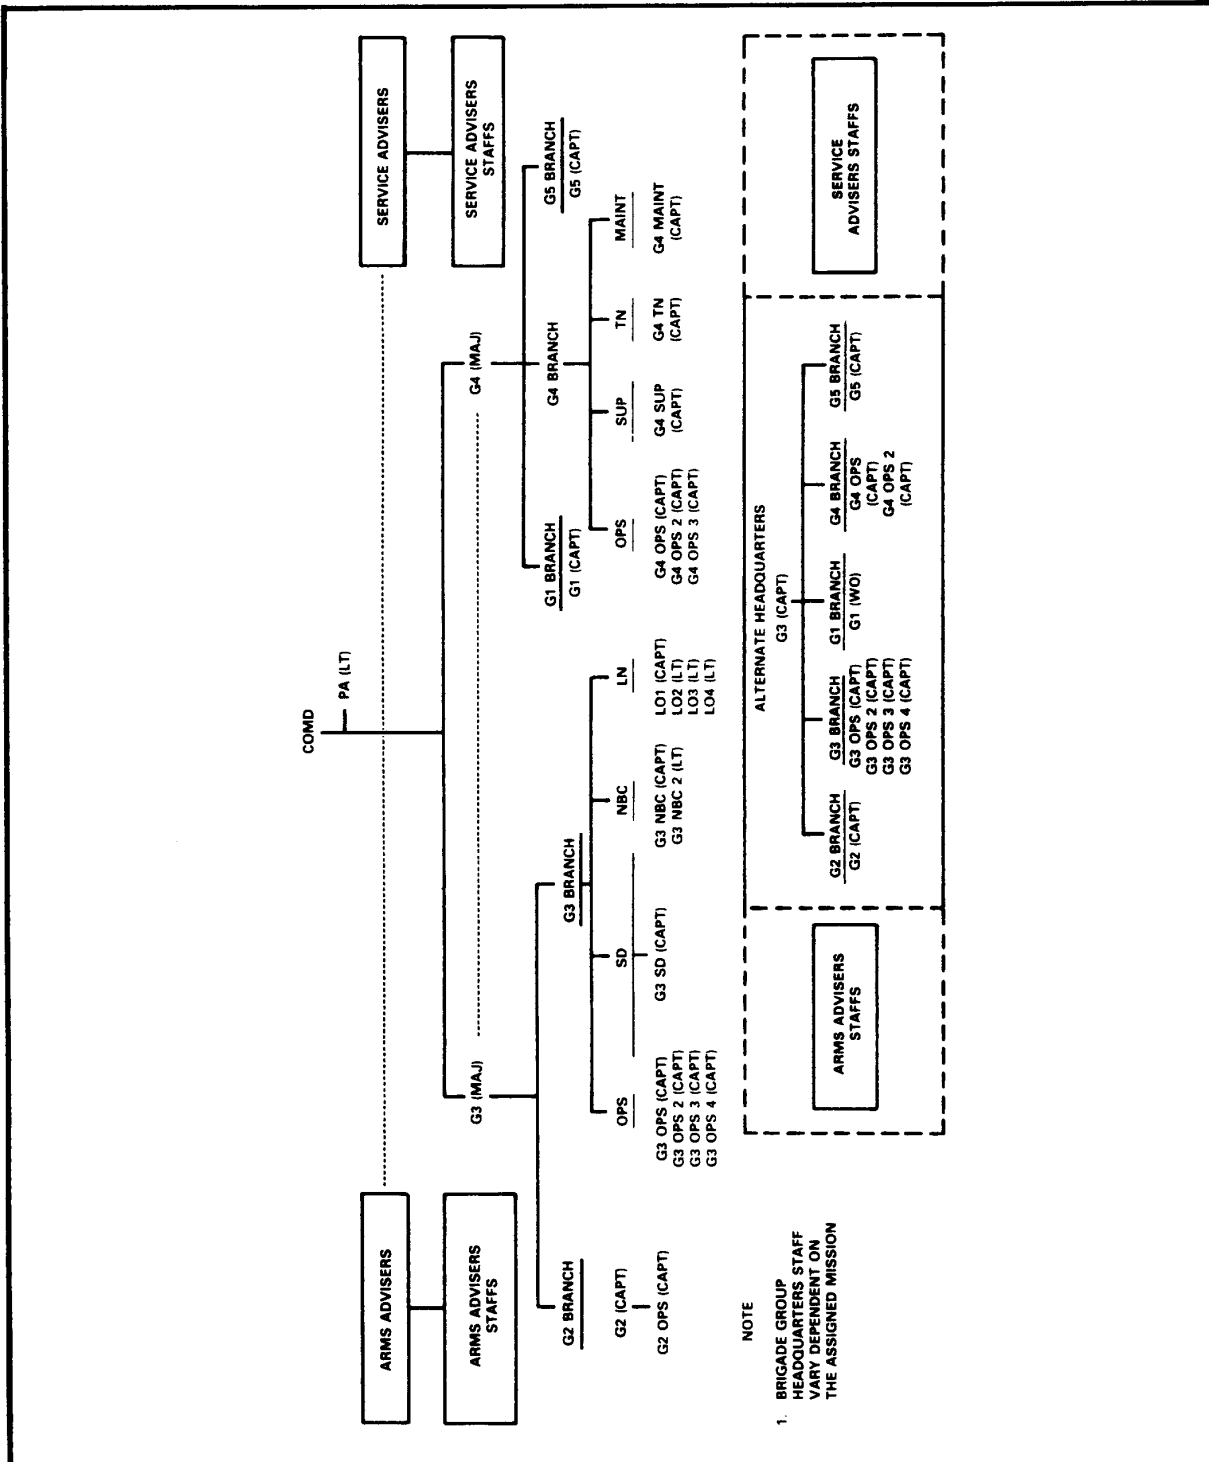 COMD
PA (LT)
ARMS ADVISERS
SERVICE ADVISERS
ARMS ADVISERS
STAFFS
SERVICE ADVISERS
STAFFS
G3 (MAJ)
G4 (MAJ)
G2 BRANCH
G3 BRANCH
G1 BRANCH
G1 (CAPT)
G4 BRANCH
G5 BRANCH
G5 (CAPT)
G2 (CAPT)
G2 OPS (CAPT)
OPS
G3 OPS (CAPT)
G3 OPS 2 (CAPT)
G3 OPS 3 (CAPT)
G3 OPS 4 (CAPT)
SD
G3 SD (CAPT)
NBC
G3 NBC (CAPT)
G3 NBC 2 (LT)
LN
LO1 (CAPT)
LO2 (LT)
LO3 (LT)
LO4 (LT)
OPS
G4 OPS (CAPT)
G4 OPS 2 (CAPT)
G4 OPS 3 (CAPT)
SUP
G4 SUP
(CAPT)
TN
G4 TN
(CAPT)
MAINT
G4 MAINT
(CAPT)
NOTE
1. BRIGADE GROUP
HEADQUARTERS STAFF
VARY DEPENDENT ON
THE ASSIGNED MISSION
ARMS ADVISERS
STAFFS
ALTERNATE HEADQUARTERS
G3 (CAPT)
G2 BRANCH
G2 (CAPT)
G3 BRANCH
G3 OPS (CAPT)
G3 OPS 2 (CAPT)
G3 OPS 3 (CAPT)
G3 OPS 4 (CAPT)
G1 BRANCH
G1 (WO)
G4 BRANCH
G4 OPS
(CAPT)
G4 OPS 2
(CAPT)
G5 BRANCH
G5 (CAPT)
SERVICE
ADVISERS STAFFS